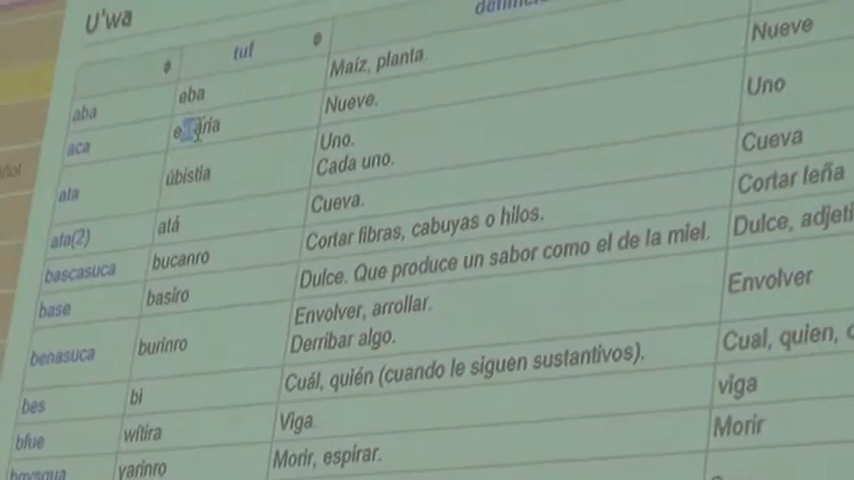 U'wa
tuf
aba eba Maíz, planta.
aca Nueve. Nueve
ata úbistia Uno. Uno
Cada uno.
ata(2) atá Cueva. Cueva
bascasuca bucanro Cortar fibras, cabuyas o hilos. Cortar leña
base basiro Dulce. Que produce un sabor como el de la miel. Dulce,
benasuca burinro Envolver, arrollar. Envolver
Derribar algo.
bes bi Cuál, quién (cuando le siguen sustantivos). Cual, quien,
bfue wítira Viga viga
yarinro Morir, espirar. Morir